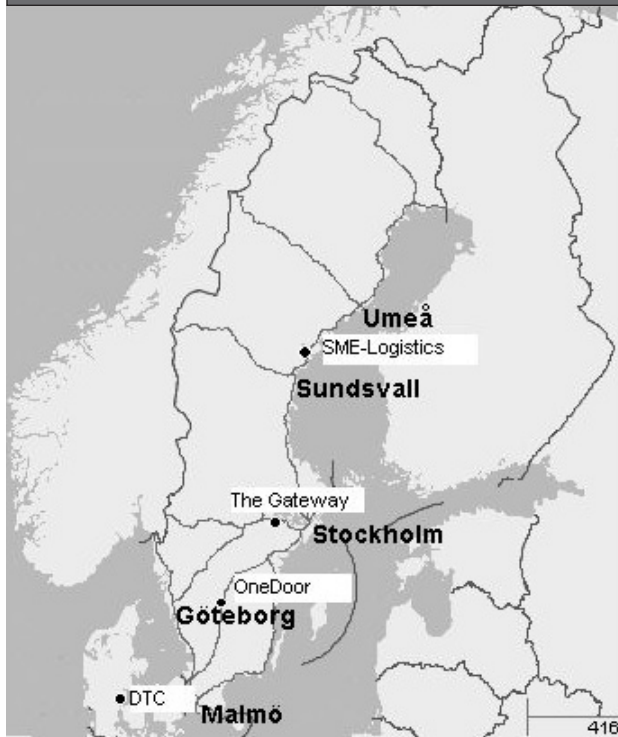 Umeå
SME-Logistics
Sundsvall
The Gateway
Stockholm
OneDoor
Göteborg
DTC
Malmö
416